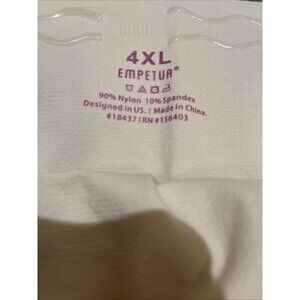 4XL
EMPETUA®
90% Nylon 10% Spandex
Designed in US. | Made in China.
#18437 | RN #156403